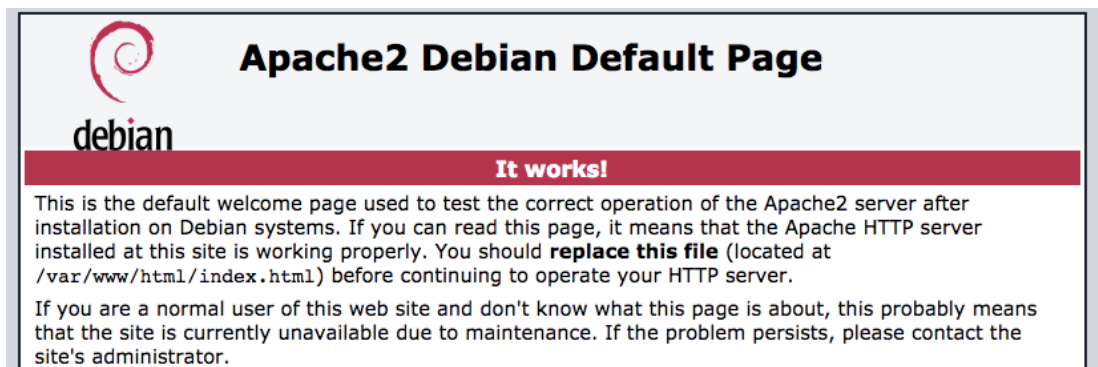 debian
Apache2 Debian Default Page
It works!
This is the default welcome page used to test the correct operation of the Apache2 server after
installation on Debian systems. If you can read this page, it means that the Apache HTTP server
installed at this site is working properly. You should replace this file (located at
/var/www/html/index.html) before continuing to operate your HTTP server.
If you are a normal user of this web site and don't know what this page is about, this probably means
that the site is currently unavailable due to maintenance. If the problem persists, please contact the
site's administrator.